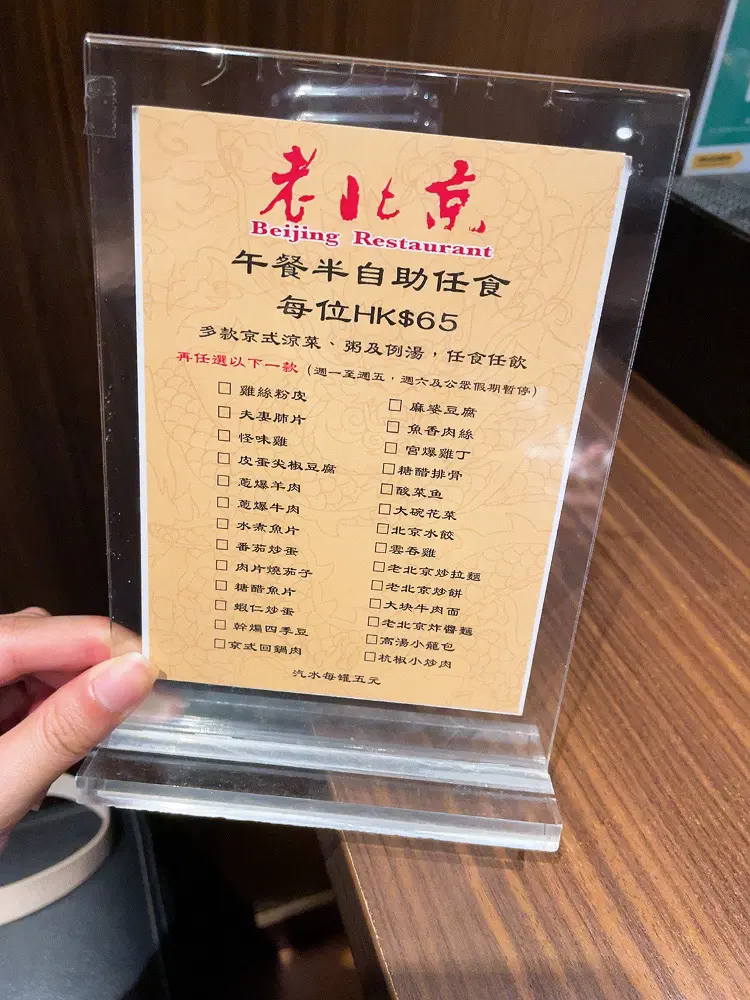 老北京
Beijing Restaurant
午餐半自助任食
每位HK$65
多款京式涼菜、粥及例湯，任食任飲
再任選以下一款（週一至週五，週六及公眾假期暫停）
□ 雞絲粉皮
□ 夫妻肺片
□ 怪味雞
□ 皮蛋尖椒豆腐
□ 蔥爆羊肉
□ 蔥爆牛肉
□ 水煮魚片
□ 番茄炒蛋
□ 肉片燒茄子
□ 糖醋魚片
□ 蝦仁炒蛋
□ 幹煸四季豆
□ 京式回鍋肉
□ 麻婆豆腐
□ 魚香肉絲
□ 宮爆雞丁
□ 糖醋排骨
□ 酸菜鱼
□ 大碗花菜
□ 北京水餃
□ 雲吞雞
□ 老北京炒拉麵
□ 老北京炒餅
□ 大块牛肉面
□ 老北京炸醬麵
□ 高湯小籠包
□ 杭椒小炒肉
汽水每罐五元